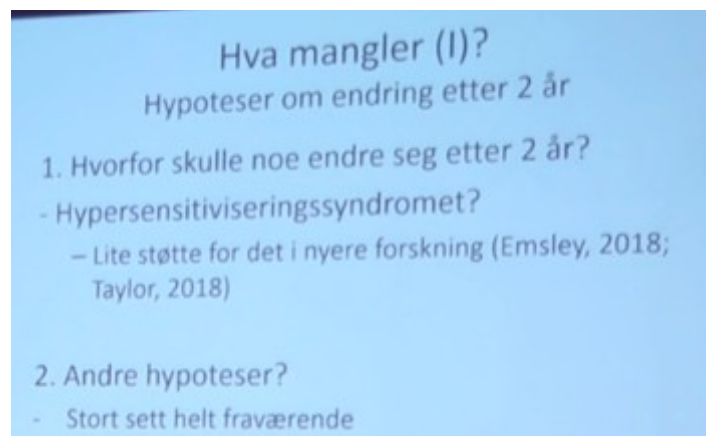 Hva mangler (I)?
Hypoteser om endring etter 2 år
1. Hvorfor skulle noe endre seg etter 2 år?
- Hypersensitiviseringssyndromet?
– Lite støtte for det i nyere forskning (Emsley, 2018;
Taylor, 2018)
2. Andre hypoteser?
- Stort sett helt fraværende